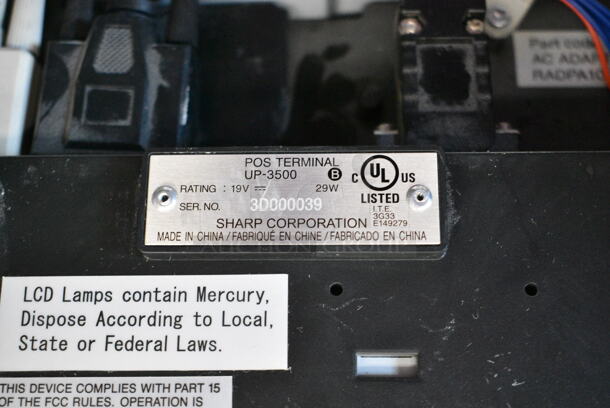 Part code
AC ADAP
RADPA10
POS TERMINAL
UP-3500 B
RATING : 19V 29W
SER. NO. 3D000039
SHARP CORPORATION
MADE IN CHINA/FABRIQUÉ EN CHINE/FABRICADO EN CHINA
C UL US
LISTED
I.T.E.
3G33
E149279
LCD Lamps contain Mercury,
Dispose According to Local,
State or Federal Laws.
THIS DEVICE COMPLIES WITH PART 15
OF THE FCC RULES. OPERATION IS